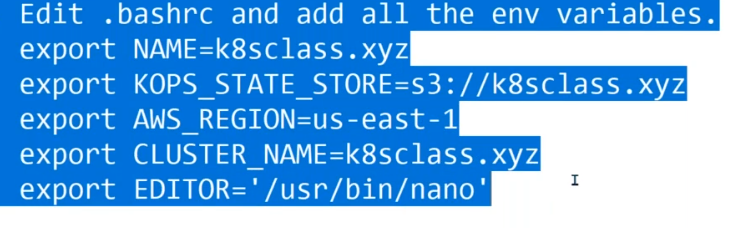 Edit .bashrc and add all the env variables.
export NAME=k8sclass.xyz
export KOPS_STATE_STORE=s3://k8sclass.xyz
export AWS_REGION=us-east-1
export CLUSTER_NAME=k8sclass.xyz
export EDITOR='/usr/bin/nano'